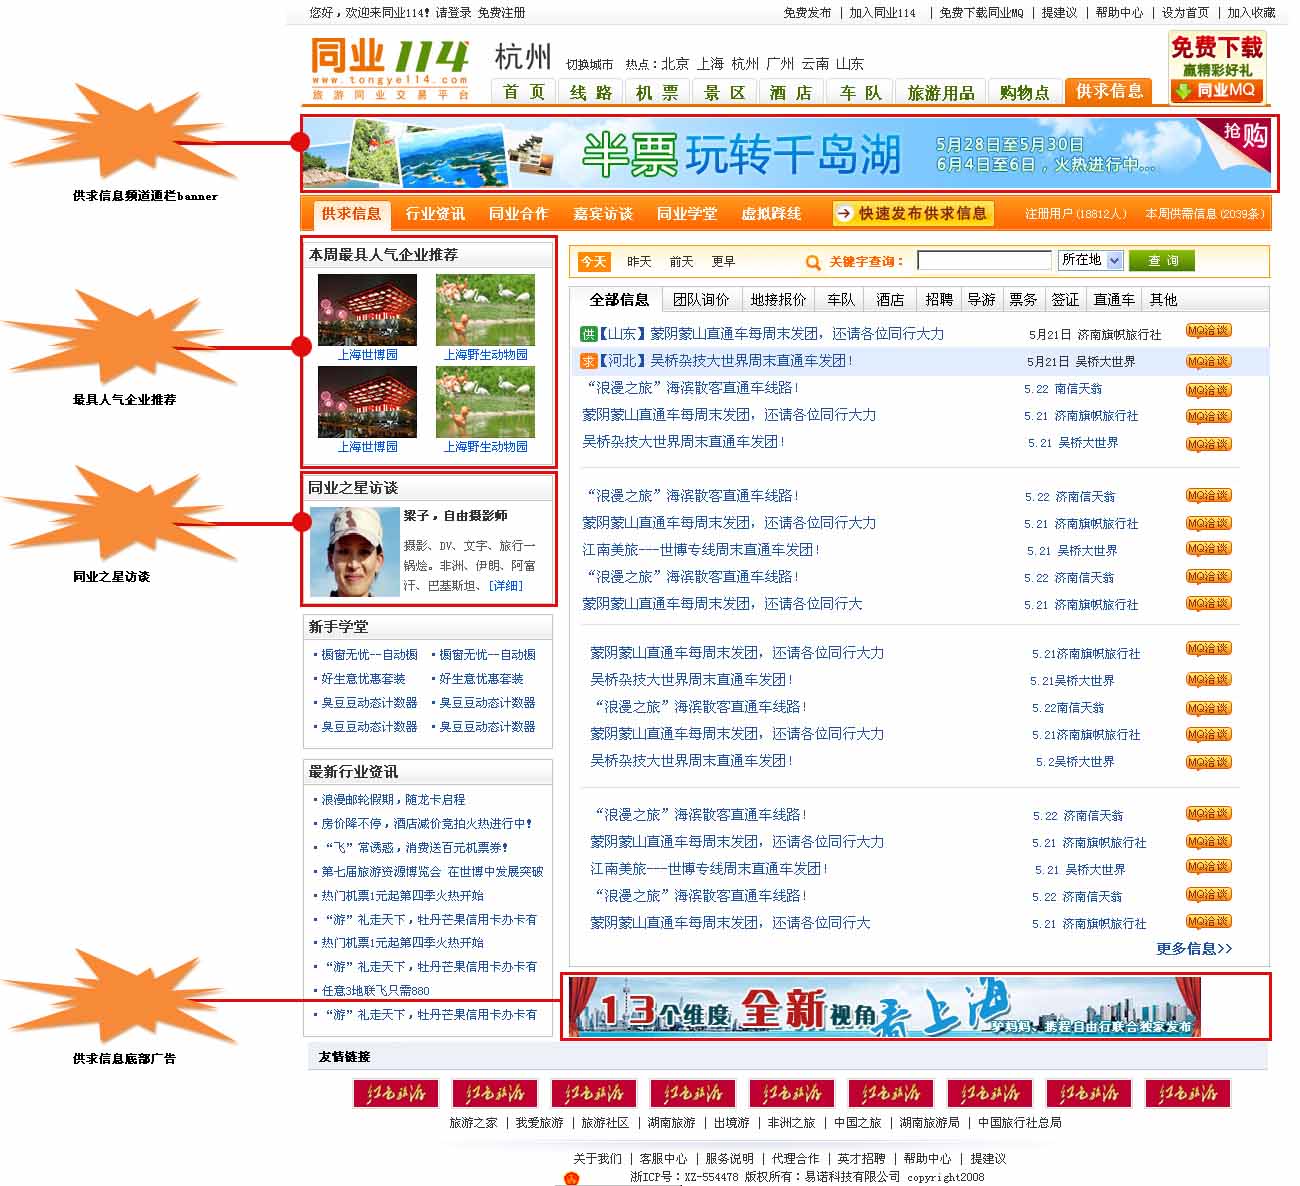 您好，欢迎来同业114! 请登录 免费注册
免费发布 | 加入同业114 | 免费下载同业MQ | 提建议 | 帮助中心 | 设为首页 | 加入收藏
同业114
www.tongye114.com
旅游同业交易平台
杭州 切换城市 热点：北京 上海 杭州 广州 云南 山东
免费下载
赢精彩好礼
同业MQ
首页 线路 机票 景区 酒店 车队 旅游用品 购物点 供求信息
半票玩转千岛湖
5月28日至5月30日
6月4日至6日，火热进行中...
抢购
供求信息频道通栏banner
供求信息 行业资讯 同业合作 嘉宾访谈 同业学堂 虚拟踩线 快速发布供求信息 注册用户(18812人) 本周供需信息(2039条)
本周最具人气企业推荐
上海世博园 上海野生动物园
上海世博园 上海野生动物园
最具人气企业推荐
同业之星访谈
梁子，自由摄影师
摄影、DV、文字、旅行一
锅烩。非洲、伊朗、阿富
汗、巴基斯坦、[详细]
同业之星访谈
新手学堂
橱窗无忧--自动橱 橱窗无忧--自动橱
好生意优惠套装 好生意优惠套装
臭豆豆动态计数器 臭豆豆动态计数器
臭豆豆动态计数器 臭豆豆动态计数器
最新行业资讯
浪漫邮轮假期，随龙卡启程
房价降不停，酒店减价竞拍火热进行中!
“飞”常诱惑，消费送百元机票券!
第七届旅游资源博览会 在世博中发展突破
热门机票1元起第四季火热开始
“游”礼走天下，牡丹芒果信用卡办卡有
热门机票1元起第四季火热开始
“游”礼走天下，牡丹芒果信用卡办卡有
任意3地联飞只需880
“游”礼走天下，牡丹芒果信用卡办卡有
今天 昨天 前天 更早 关键字查询： 所在地 查 询
全部信息 团队询价 地接报价 车队 酒店 招聘 导游 票务 签证 直通车 其他
供【山东】蒙阴蒙山直通车每周末发团，还请各位同行大力 5月21日 济南旗帜旅行社 MQ洽谈
求【河北】吴桥杂技大世界周末直通车发团! 5月21日 吴桥大世界 MQ洽谈
“浪漫之旅”海滨散客直通车线路! 5.22 南信天翁 MQ洽谈
蒙阴蒙山直通车每周末发团，还请各位同行大力 5.21 济南旗帜旅行社 MQ洽谈
吴桥杂技大世界周末直通车发团! 5.21 吴桥大世界 MQ洽谈
“浪漫之旅”海滨散客直通车线路! 5.22 济南信天翁 MQ洽谈
蒙阴蒙山直通车每周末发团，还请各位同行大力 5.21 济南旗帜旅行社 MQ洽谈
江南美旅---世博专线周末直通车发团! 5.21 吴桥大世界 MQ洽谈
“浪漫之旅”海滨散客直通车线路! 5.22 济南信天翁 MQ洽谈
蒙阴蒙山直通车每周末发团，还请各位同行大 5.21 济南旗帜旅行社 MQ洽谈
蒙阴蒙山直通车每周末发团，还请各位同行大力 5.21济南旗帜旅行社 MQ洽谈
吴桥杂技大世界周末直通车发团! 5.21吴桥大世界 MQ洽谈
“浪漫之旅”海滨散客直通车线路! 5.22南信天翁 MQ洽谈
蒙阴蒙山直通车每周末发团，还请各位同行大力 5.21济南旗帜旅行社 MQ洽谈
吴桥杂技大世界周末直通车发团! 5.2吴桥大世界 MQ洽谈
“浪漫之旅”海滨散客直通车线路! 5.22 济南信天翁 MQ洽谈
蒙阴蒙山直通车每周末发团，还请各位同行大力 5.21 济南旗帜旅行社 MQ洽谈
江南美旅---世博专线周末直通车发团! 5.21 吴桥大世界 MQ洽谈
“浪漫之旅”海滨散客直通车线路! 5.22 济南信天翁 MQ洽谈
蒙阴蒙山直通车每周末发团，还请各位同行大 5.21 济南旗帜旅行社 MQ洽谈
更多信息>>
13个维度 全新视角看上海
驴妈妈、携程自由行联合独家发布
供求信息底部广告
友情链接
红色旅游 红色旅游 红色旅游 红色旅游 红色旅游 红色旅游 红色旅游 红色旅游 红色旅游
旅游之家 | 我爱旅游 | 旅游社区 | 湖南旅游 | 出境游 | 非洲之旅 | 中国之旅 | 湖南旅游局 | 中国旅行社总局
关于我们 | 客服中心 | 服务说明 | 代理合作 | 英才招聘 | 帮助中心 | 提建议
浙ICP号：XZ-554478 版权所有：易诺科技有限公司 copyright2008